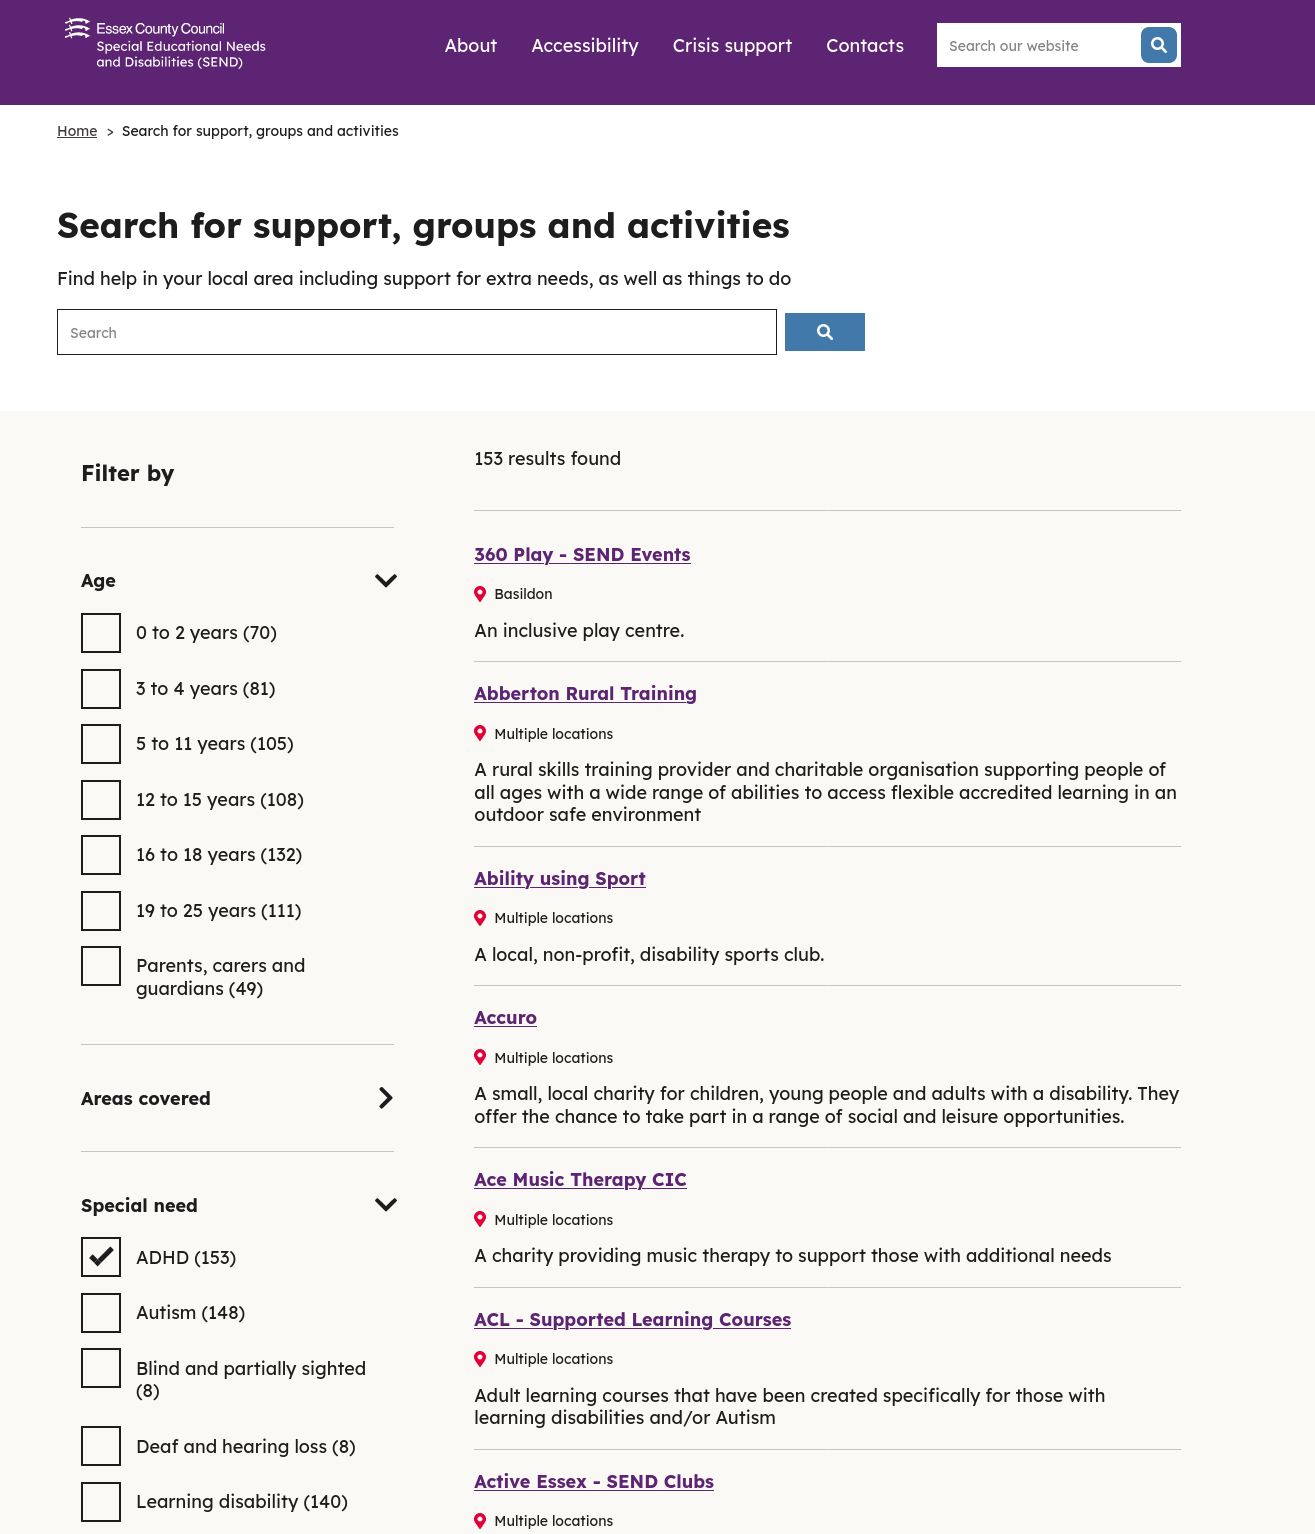 Essex County Council
Special Educational Needs
and Disabilities (SEND)
About
Accessibility
Crisis support
Contacts
Search our website
Home > Search for support, groups and activities
Search for support, groups and activities
Find help in your local area including support for extra needs, as well as things to do
Search
Filter by
Age
0 to 2 years (70)
3 to 4 years (81)
5 to 11 years (105)
12 to 15 years (108)
16 to 18 years (132)
19 to 25 years (111)
Parents, carers and
guardians (49)
Areas covered
Special need
ADHD (153)
Autism (148)
Blind and partially sighted
(8)
Deaf and hearing loss (8)
Learning disability (140)
153 results found
360 Play - SEND Events
Basildon
An inclusive play centre.
Abberton Rural Training
Multiple locations
A rural skills training provider and charitable organisation supporting people of
all ages with a wide range of abilities to access flexible accredited learning in an
outdoor safe environment
Ability using Sport
Multiple locations
A local, non-profit, disability sports club.
Accuro
Multiple locations
A small, local charity for children, young people and adults with a disability. They
offer the chance to take part in a range of social and leisure opportunities.
Ace Music Therapy CIC
Multiple locations
A charity providing music therapy to support those with additional needs
ACL - Supported Learning Courses
Multiple locations
Adult learning courses that have been created specifically for those with
learning disabilities and/or Autism
Active Essex - SEND Clubs
Multiple locations